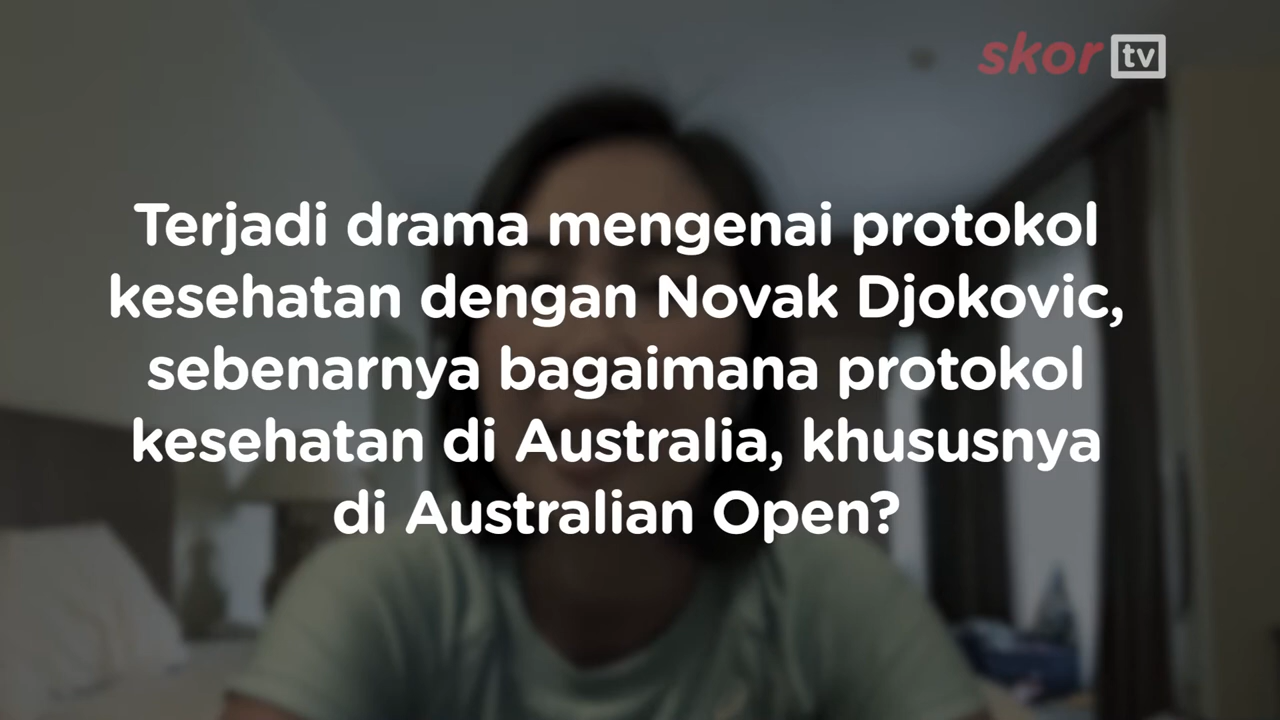 skor tv
Terjadi drama mengenai protokol
kesehatan dengan Novak Djokovic,
sebenarnya bagaimana protokol
kesehatan di Australia, khususnya
di Australian Open?